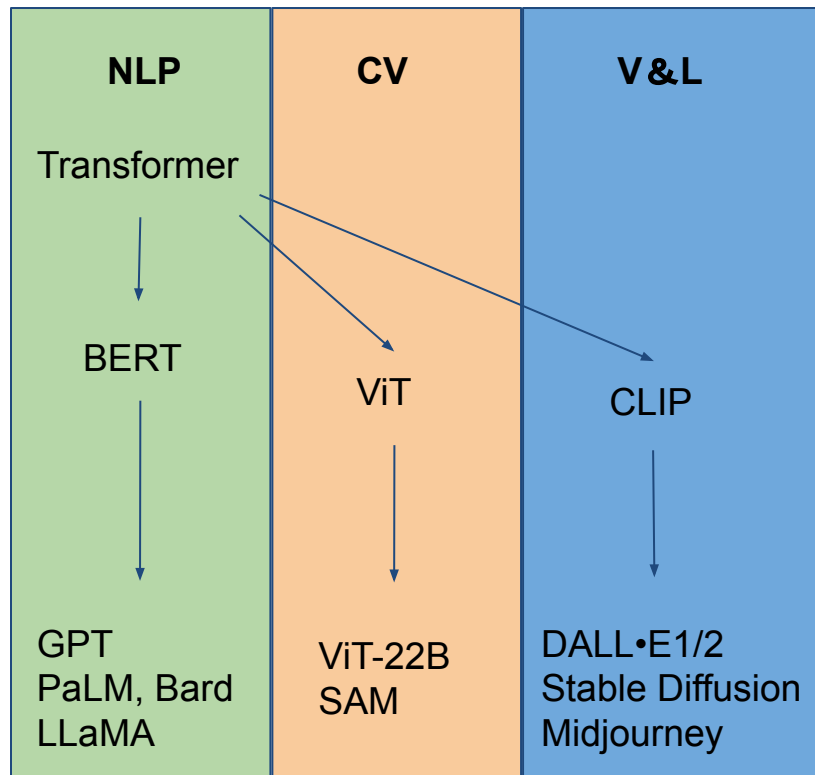 NLP
CV
V&L
Transformer
BERT
ViT
CLIP
GPT
PaLM, Bard
LLaMA
ViT-22B
SAM
DALL•E1/2
Stable Diffusion
Midjourney